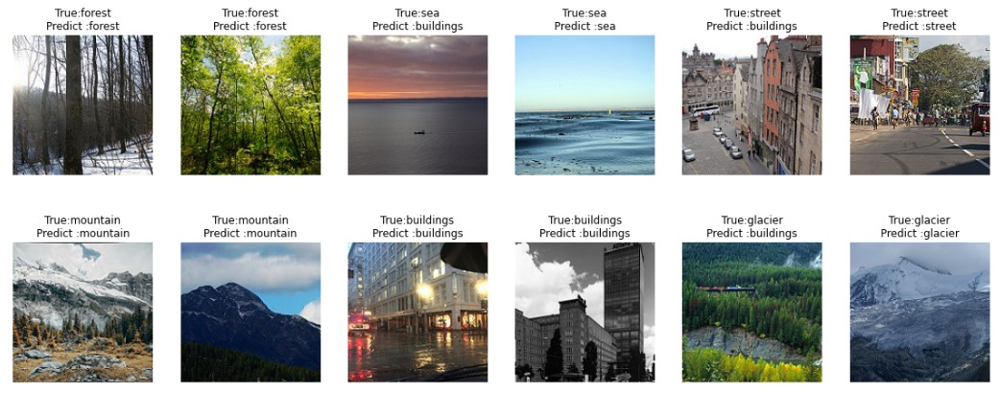 True:forest
Predict :forest
True:forest
Predict :forest
True:sea
Predict :buildings
True:sea
Predict :sea
True:street
Predict :buildings
True:street
Predict :street
True:mountain
Predict :mountain
True:mountain
Predict :mountain
True:buildings
Predict :buildings
True:buildings
Predict :buildings
True:glacier
Predict :buildings
True:glacier
Predict :glacier